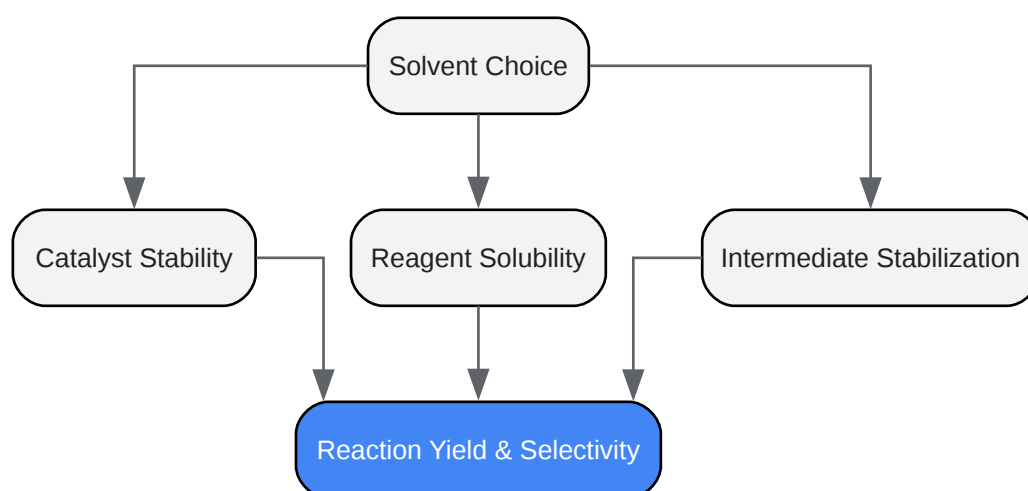 Solvent Choice
Catalyst Stability
Reagent Solubility
Intermediate Stabilization
Reaction Yield & Selectivity